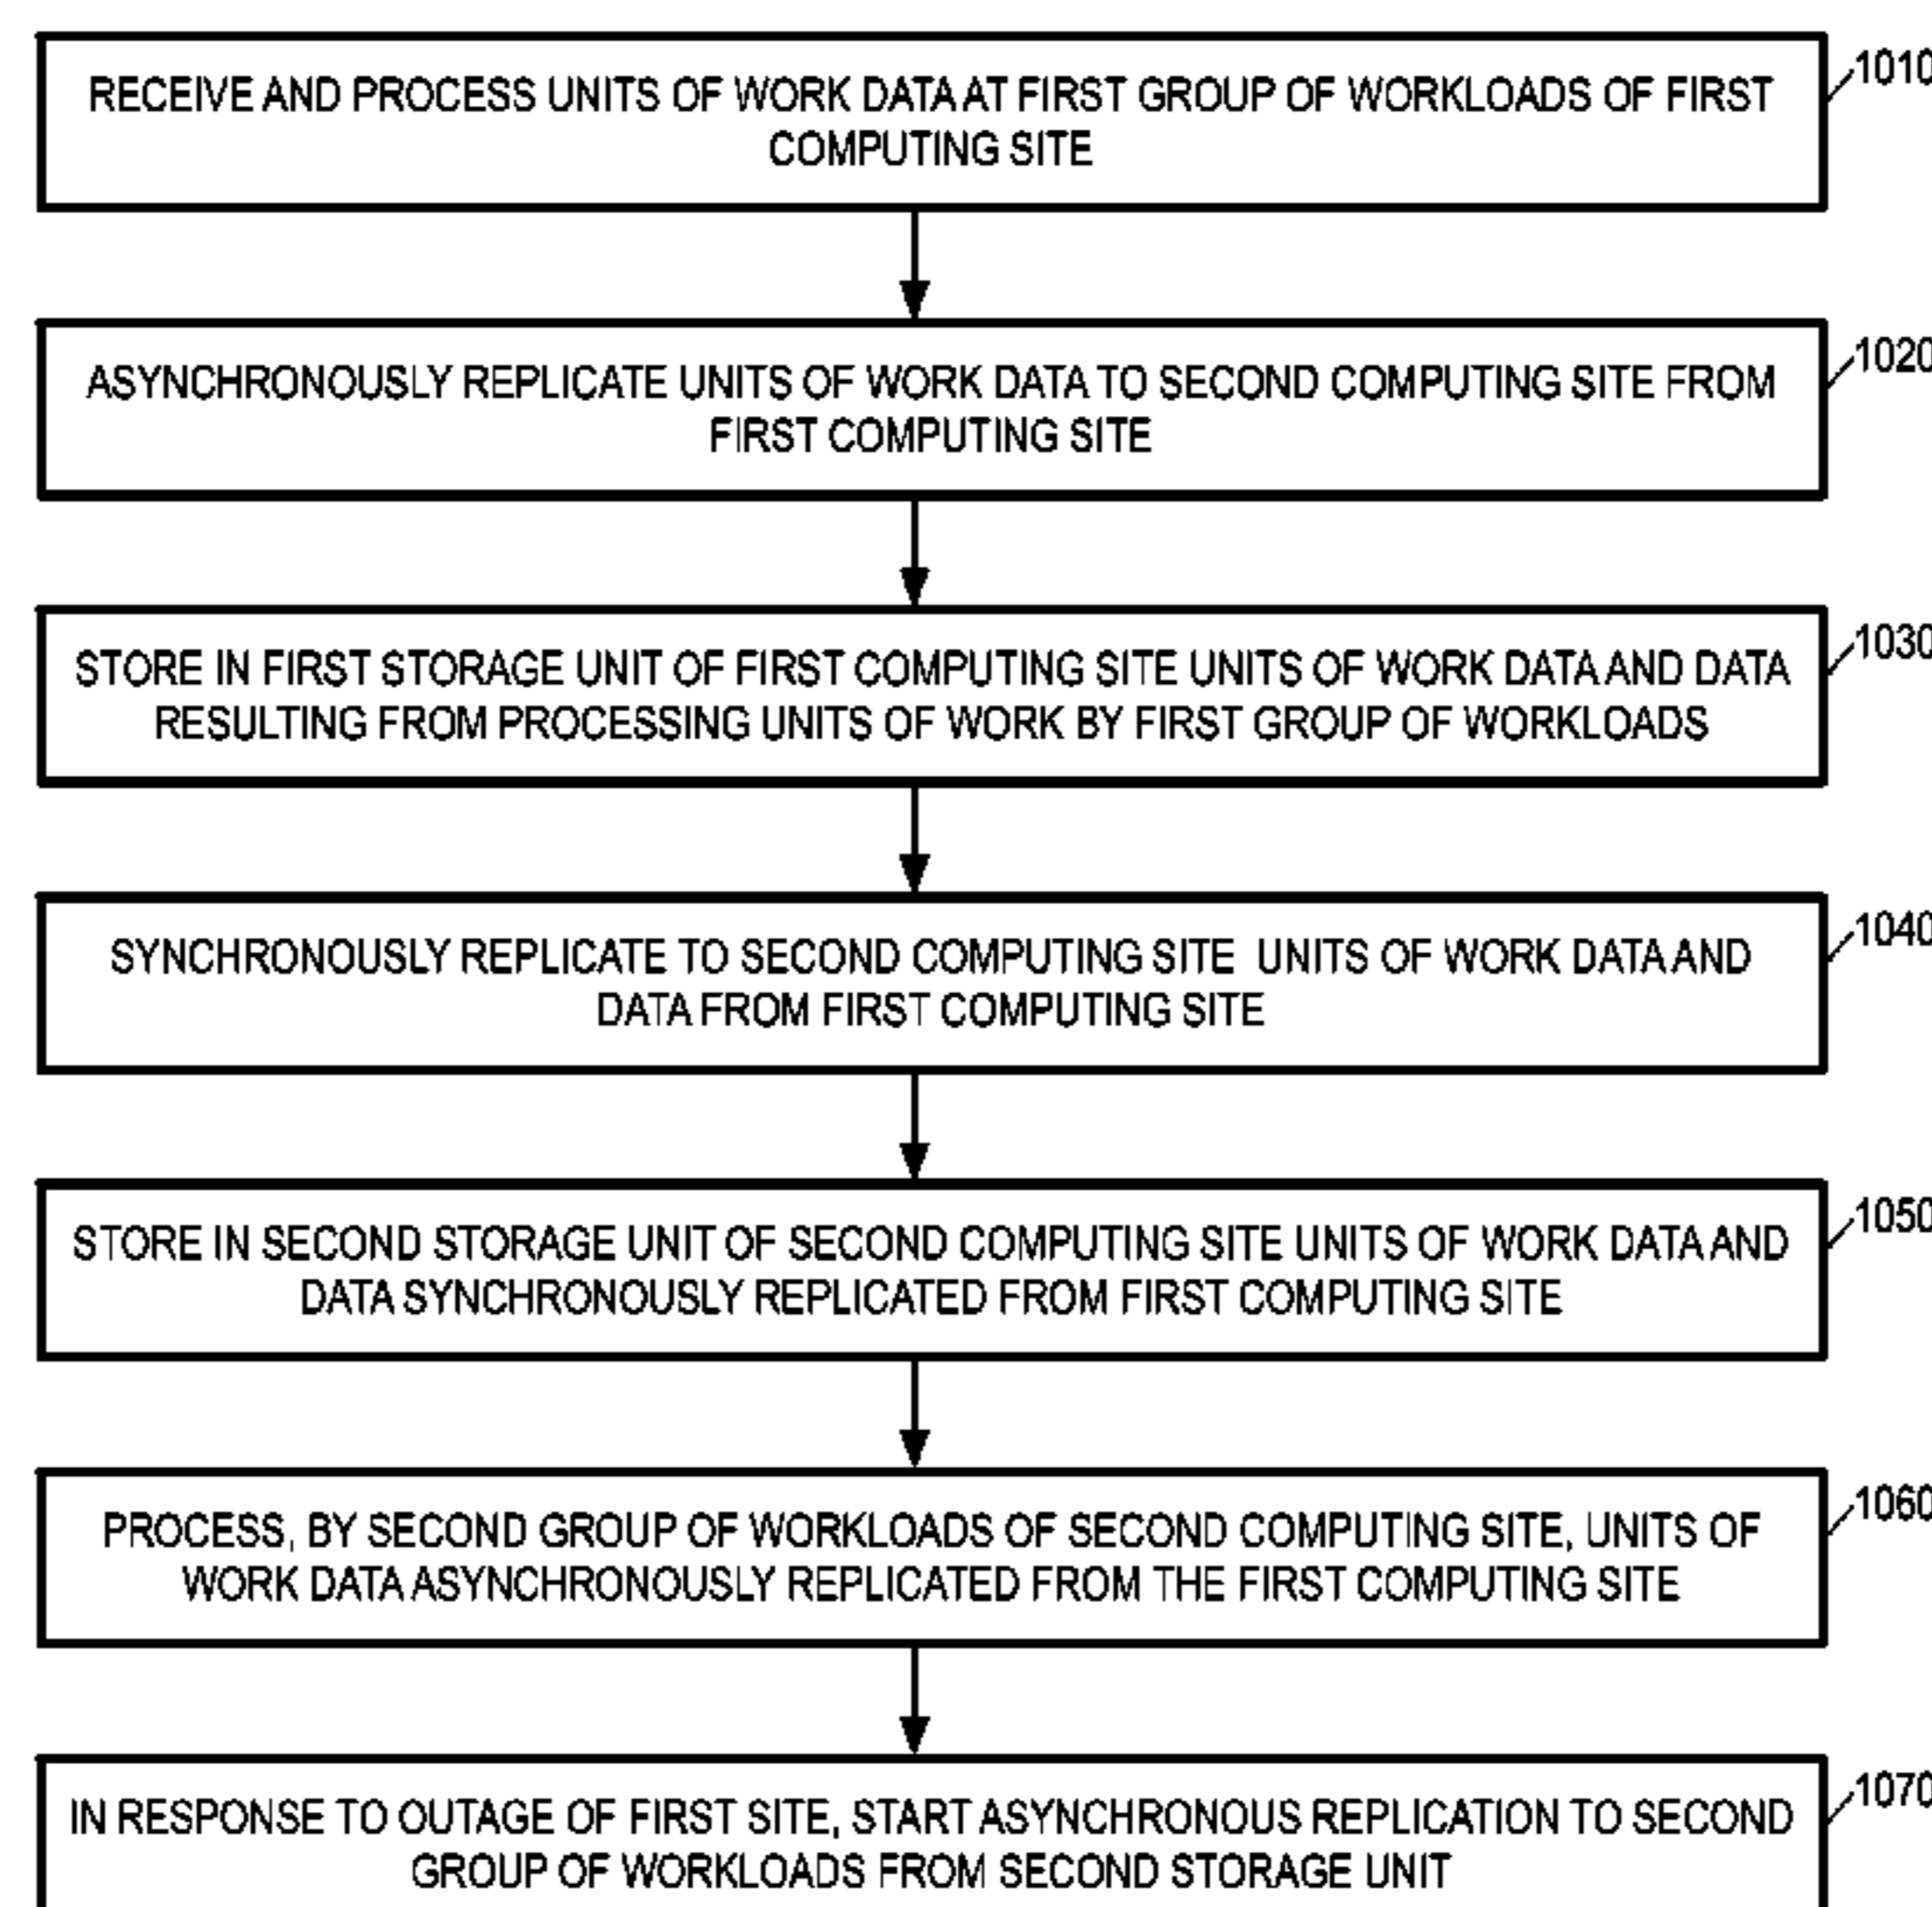 RECEIVE AND PROCESS UNITS OF WORK DATA AT FIRST GROUP OF WORKLOADS OF FIRST
COMPUTING SITE
1010
ASYNCHRONOUSLY REPLICATE UNITS OF WORK DATA TO SECOND COMPUTING SITE FROM
FIRST COMPUTING SITE
1020
STORE IN FIRST STORAGE UNIT OF FIRST COMPUTING SITE UNITS OF WORK DATA AND DATA
RESULTING FROM PROCESSING UNITS OF WORK BY FIRST GROUP OF WORKLOADS
1030
SYNCHRONOUSLY REPLICATE TO SECOND COMPUTING SITE UNITS OF WORK DATA AND
DATA FROM FIRST COMPUTING SITE
1040
STORE IN SECOND STORAGE UNIT OF SECOND COMPUTING SITE UNITS OF WORK DATA AND
DATA SYNCHRONOUSLY REPLICATED FROM FIRST COMPUTING SITE
1050
PROCESS, BY SECOND GROUP OF WORKLOADS OF SECOND COMPUTING SITE, UNITS OF
WORK DATA ASYNCHRONOUSLY REPLICATED FROM THE FIRST COMPUTING SITE
1060
IN RESPONSE TO OUTAGE OF FIRST SITE, START ASYNCHRONOUS REPLICATION TO SECOND
GROUP OF WORKLOADS FROM SECOND STORAGE UNIT
1070